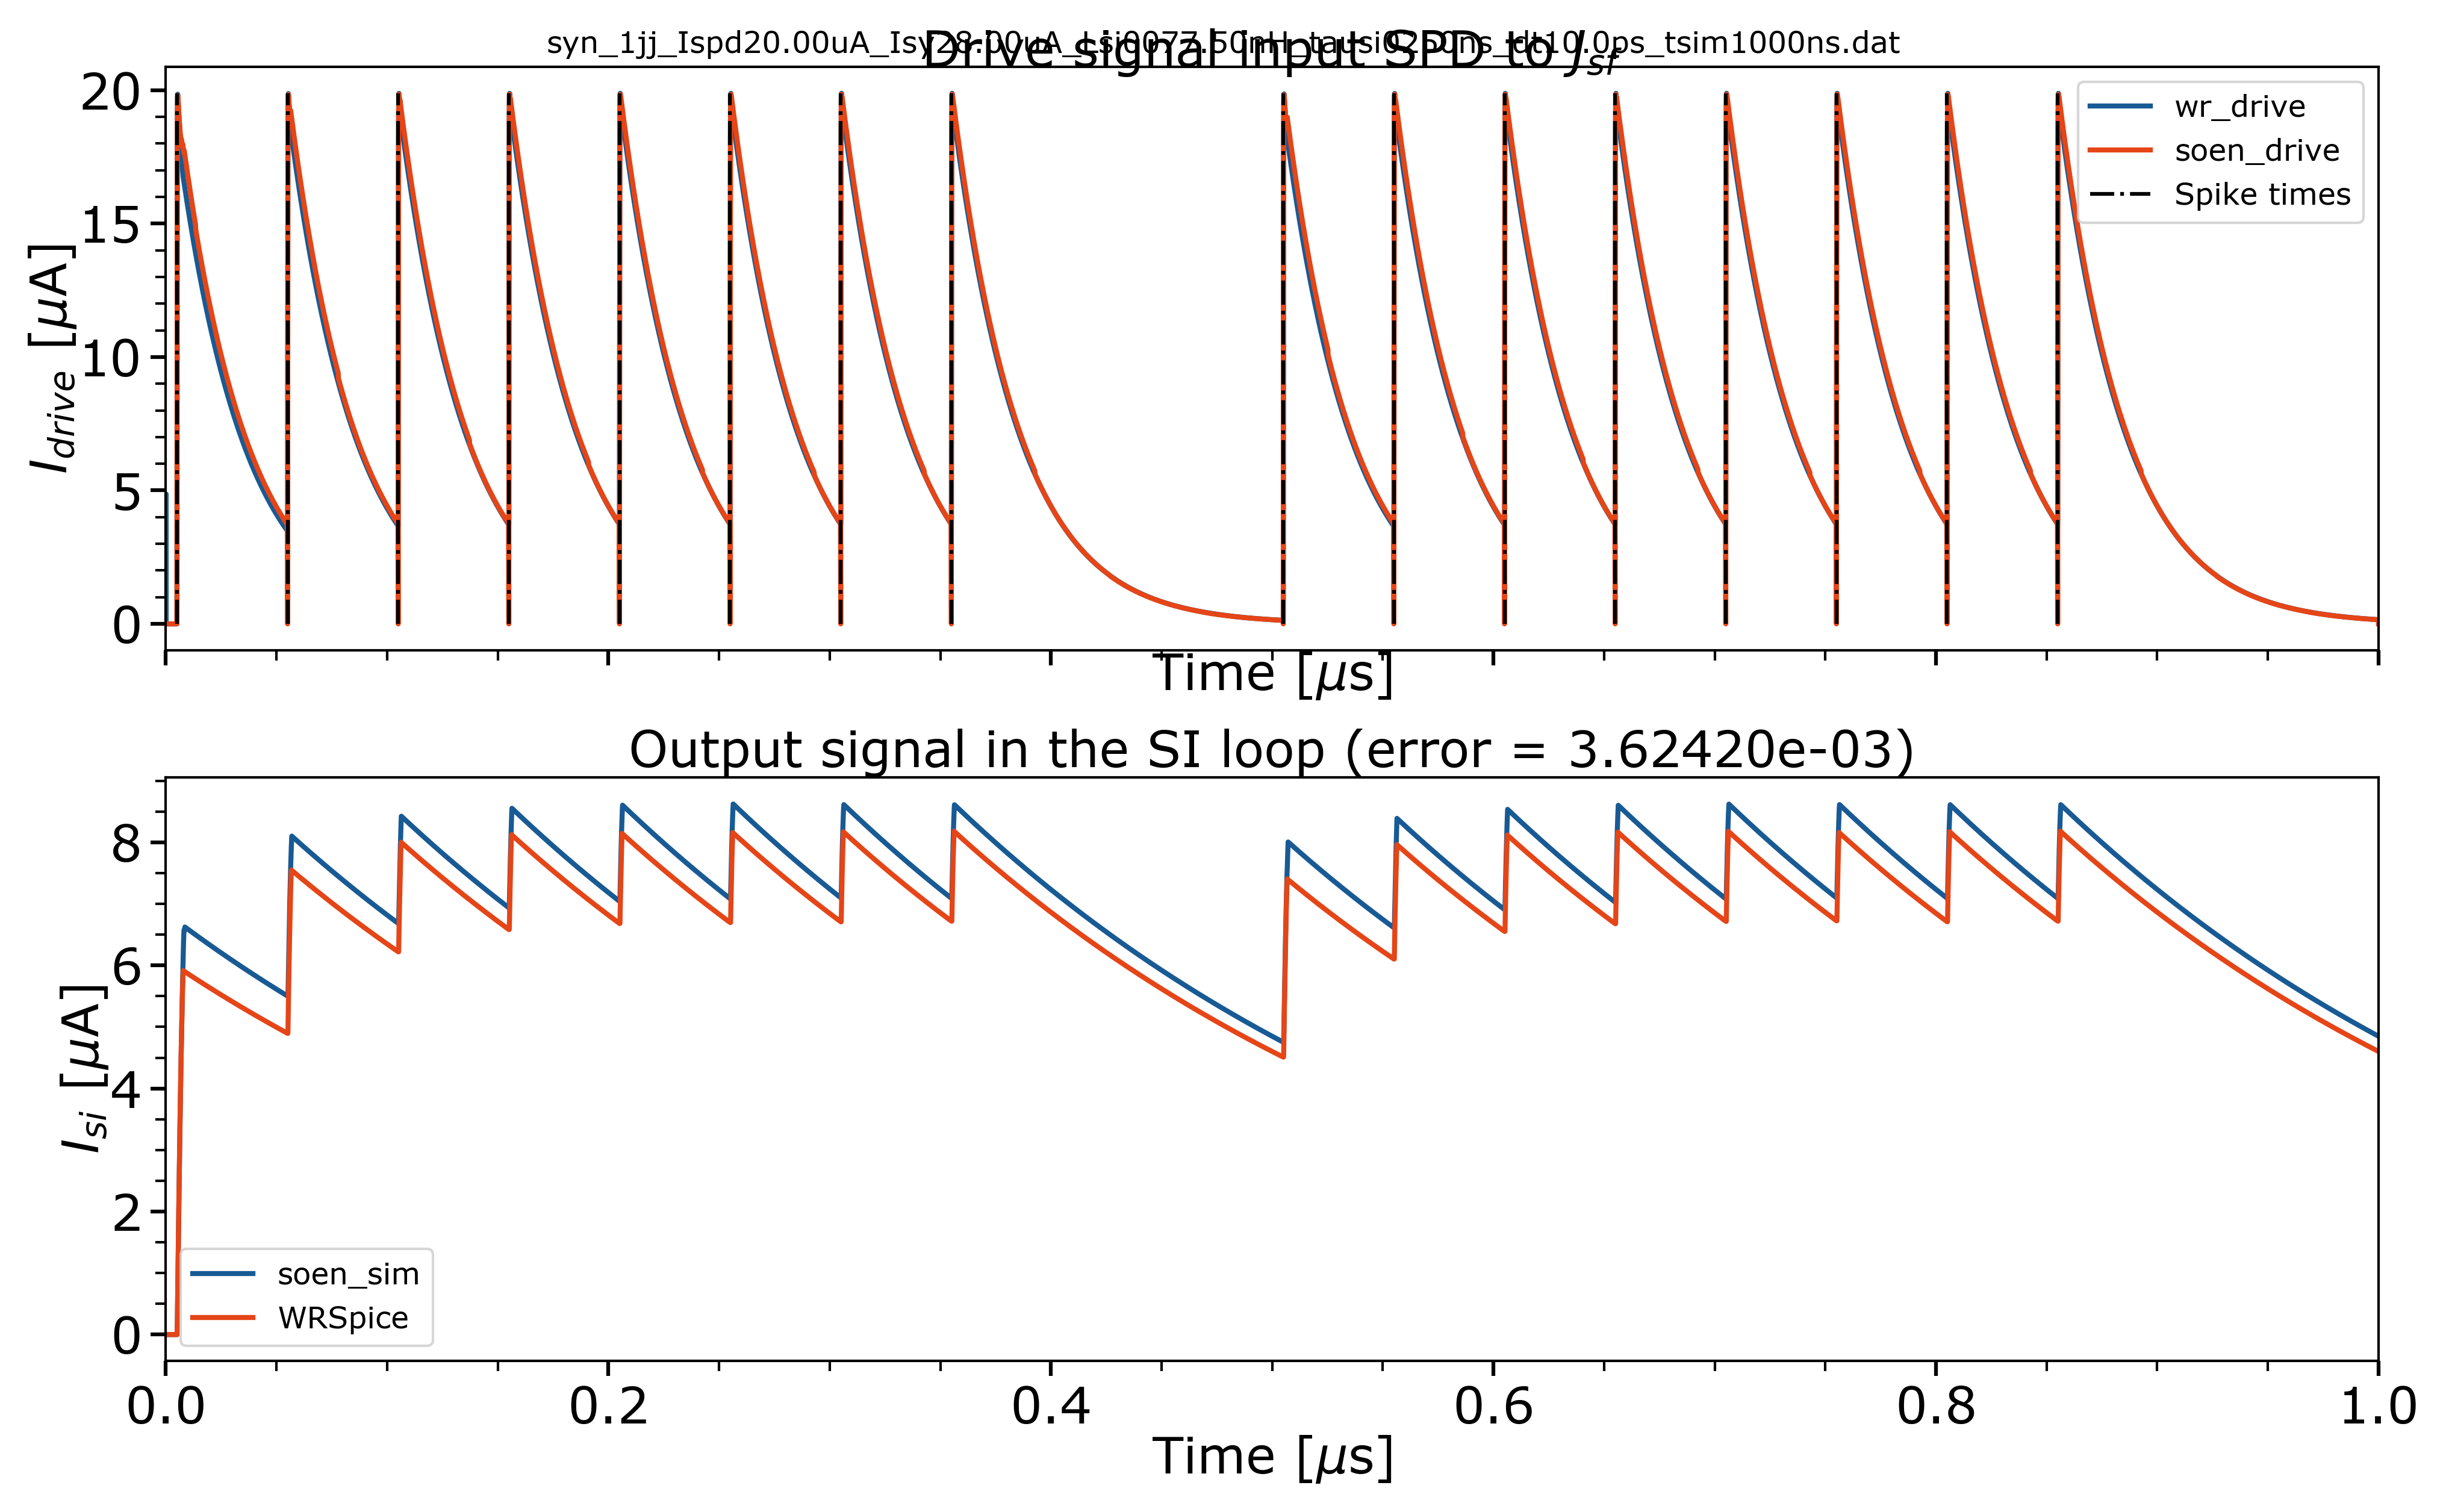 syn_1jj_Ispd20.00uA_Isy28.00uA_Lsi0077.50nH_tausi0250ns_dt10.0ps_tsim1000ns.dat
Drive signal input SPD to J_sf
I_drive [μA]
20
15
10
5
0
wr_drive
soen_drive
Spike times
Time [μs]
Output signal in the SI loop (error = 3.62420e-03)
I_si [μA]
8
6
4
2
0
soen_sim
WRSpice
0.0 0.2 0.4 0.6 0.8 1.0
Time [μs]